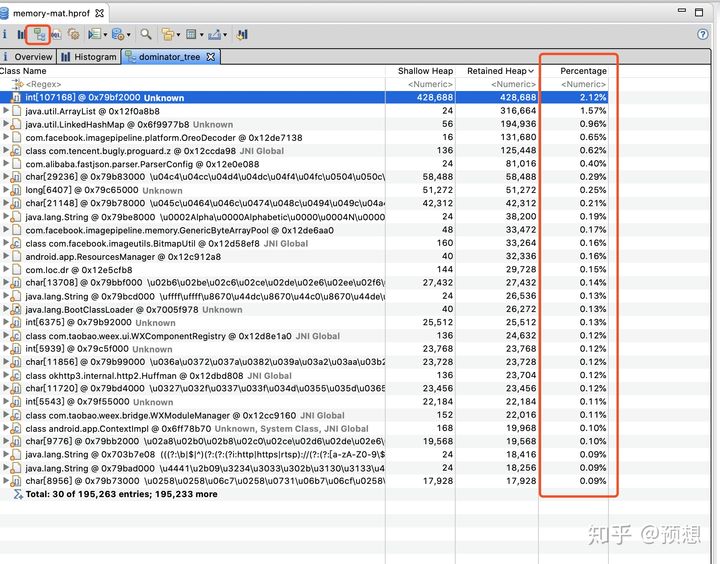 memory-mat.hprof
Overview Histogram dominator_tree
Class Name Shallow Heap Retained Heap Percentage
<Regex> <Numeric> <Numeric> <Numeric>
int[107168] @ 0x79bf2000 Unknown 428,688 428,688 2.12%
java.util.ArrayList @ 0x12f0a8b8 24 316,664 1.57%
java.util.LinkedHashMap @ 0x6f9977b8 Unknown 56 194,936 0.96%
com.facebook.imagepipeline.platform.OreoDecoder @ 0x12de7138 16 131,680 0.65%
class com.tencent.bugly.proguard.z @ 0x12ccda98 JNI Global 136 125,448 0.62%
com.alibaba.fastjson.parser.ParserConfig @ 0x12e0e088 24 81,016 0.40%
char[29236] @ 0x79b83000 \u04c4\u04cc\u04d4\u04dc\u04f4\u04fc\u0504\u050c\ 58,488 58,488 0.29%
long[6407] @ 0x79c65000 Unknown 51,272 51,272 0.25%
char[21148] @ 0x79b78000 \u045c\u0464\u046c\u0474\u048c\u0494\u049c\u04a 42,312 42,312 0.21%
java.lang.String @ 0x79be8000 \u0002Alpha\u0000Alphabetic\u0000\u0004N\u0000 24 38,200 0.19%
com.facebook.imagepipeline.memory.GenericByteArrayPool @ 0x12de6aa0 48 33,472 0.17%
class com.facebook.imageutils.BitmapUtil @ 0x12d58ef8 JNI Global 160 33,264 0.16%
android.app.ResourcesManager @ 0x12c912a8 40 32,336 0.16%
com.loc.dr @ 0x12e5cfb8 144 29,728 0.15%
char[13708] @ 0x79bbf000 \u02b6\u02be\u02c6\u02ce\u02de\u02e6\u02ee\u02f6\ 27,432 27,432 0.14%
java.lang.String @ 0x79bcd000 \uffff\uffff\u8670\u44dc\u8670\u44c0\u8670\u44de\ 24 26,536 0.13%
java.lang.BootClassLoader @ 0x7005f978 Unknown 40 26,272 0.13%
int[6375] @ 0x79b92000 Unknown 25,512 25,512 0.13%
class com.taobao.weex.ui.WXComponentRegistry @ 0x12d8e1a0 JNI Global 136 24,632 0.12%
int[5939] @ 0x79c5f000 Unknown 23,768 23,768 0.12%
char[11856] @ 0x79b99000 \u036a\u0372\u037a\u0382\u039a\u03a2\u03aa\u03b2 23,728 23,728 0.12%
class okhttp3.internal.http2.Huffman @ 0x12dbd808 JNI Global 136 23,704 0.12%
char[11720] @ 0x79bd4000 \u0327\u032f\u0337\u033f\u034d\u0355\u035d\u0365 23,456 23,456 0.12%
int[5543] @ 0x79f55000 Unknown 22,184 22,184 0.11%
class com.taobao.weex.bridge.WXModuleManager @ 0x12cc9160 JNI Global 152 22,016 0.11%
class android.app.ContextImpl @ 0x6ff78b70 Unknown, System Class, JNI Global 168 19,968 0.10%
char[9776] @ 0x79bb2000 \u02a8\u02b0\u02b8\u02c0\u02ce\u02d6\u02de\u02e6\ 19,568 19,568 0.10%
java.lang.String @ 0x703b7e08 (((?:\b|$|^)(?:(?:(?i:http|https|rtsp)://(?:(?:[a-zA-Z0-9\$ 24 18,416 0.09%
java.lang.String @ 0x79bad000 \u4441\u2b09\u3234\u3033\u302b\u3130\u3133\u4 24 18,256 0.09%
char[8956] @ 0x79b73000 \u0258\u0258\u06c7\u0258\u0731\u06b7\u06cf\u0258 17,928 17,928 0.09%
Total: 30 of 195,263 entries; 195,233 more
知乎 @预想